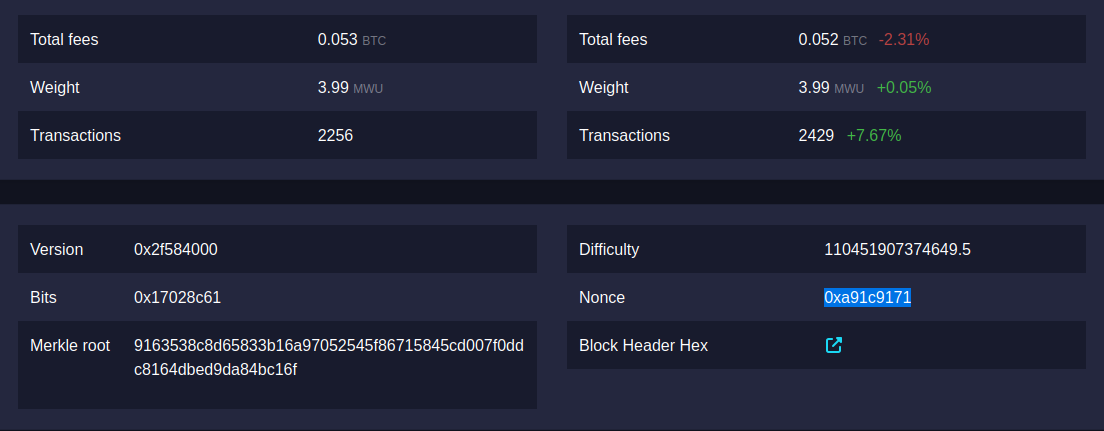 Total fees 0.053 BTC
Weight 3.99 MWU
Transactions 2256
Total fees 0.052 BTC -2.31%
Weight 3.99 MWU +0.05%
Transactions 2429 +7.67%
Version 0x2f584000
Bits 0x17028c61
Merkle root 9163538c8d65833b16a97052545f86715845cd007f0dd
c8164dbed9da84bc16f
Difficulty 110451907374649.5
Nonce 0xa91c9171
Block Header Hex